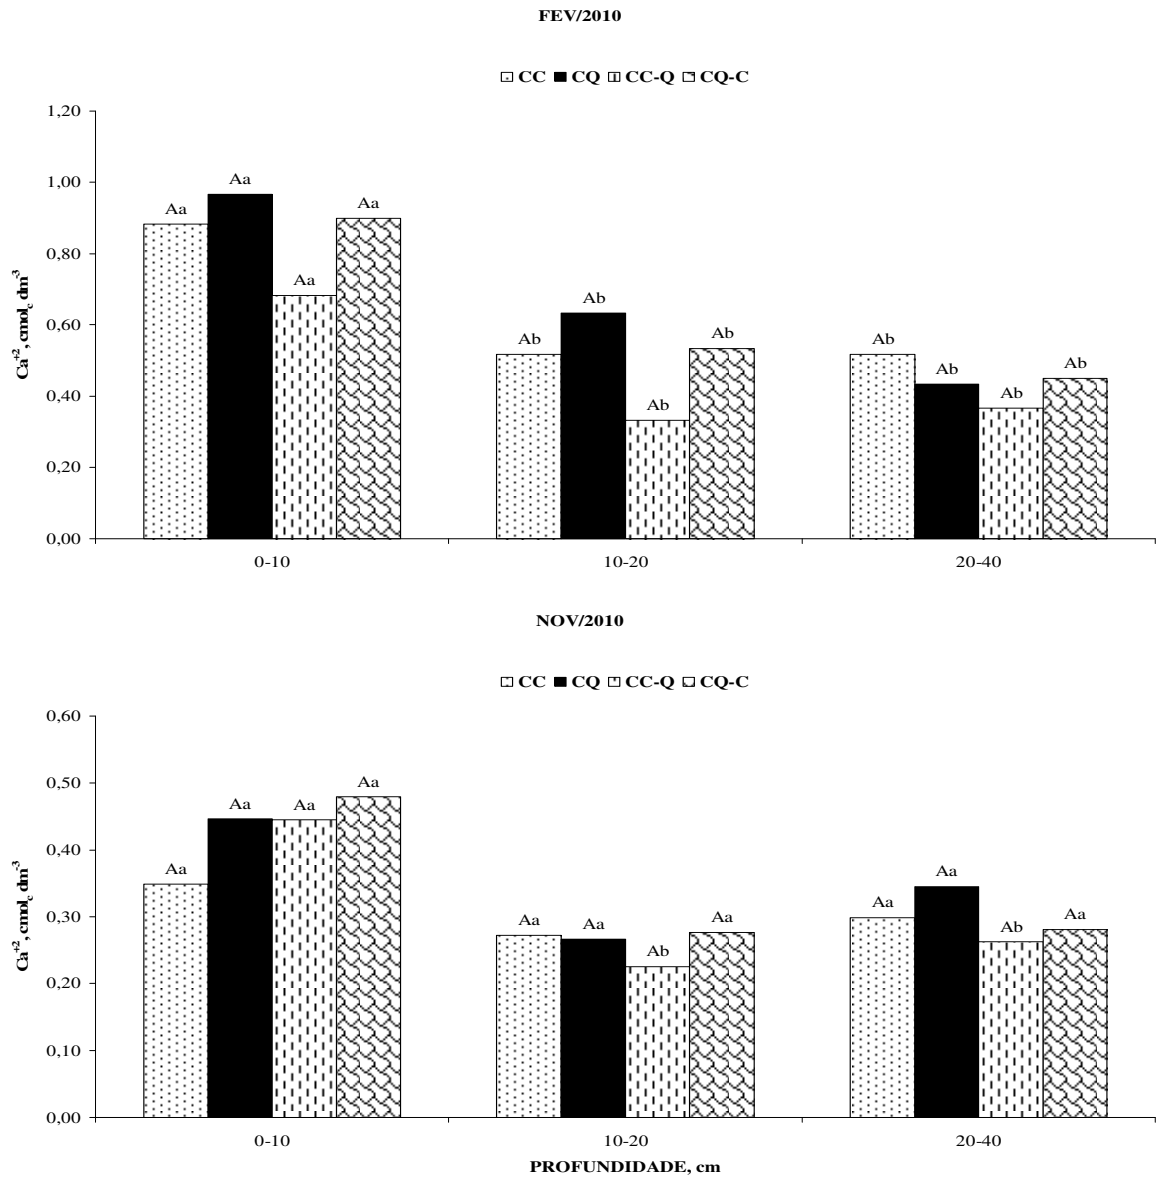 FEV/2010
CC CQ CC-Q CQ-C
1,20
1,00
0,80
0,60
0,40
0,20
0,00
Ca⁺², cmol꜀ dm⁻³
Aa Aa Aa Aa
Ab Ab Ab Ab
Ab Ab Ab Ab
0-10 10-20 20-40
NOV/2010
CC CQ CC-Q CQ-C
0,60
0,50
0,40
0,30
0,20
0,10
0,00
Ca⁺², cmol꜀ dm⁻³
Aa Aa Aa Aa
Aa Aa Ab Aa
Aa Aa Ab Aa
0-10 10-20 20-40
PROFUNDIDADE, cm